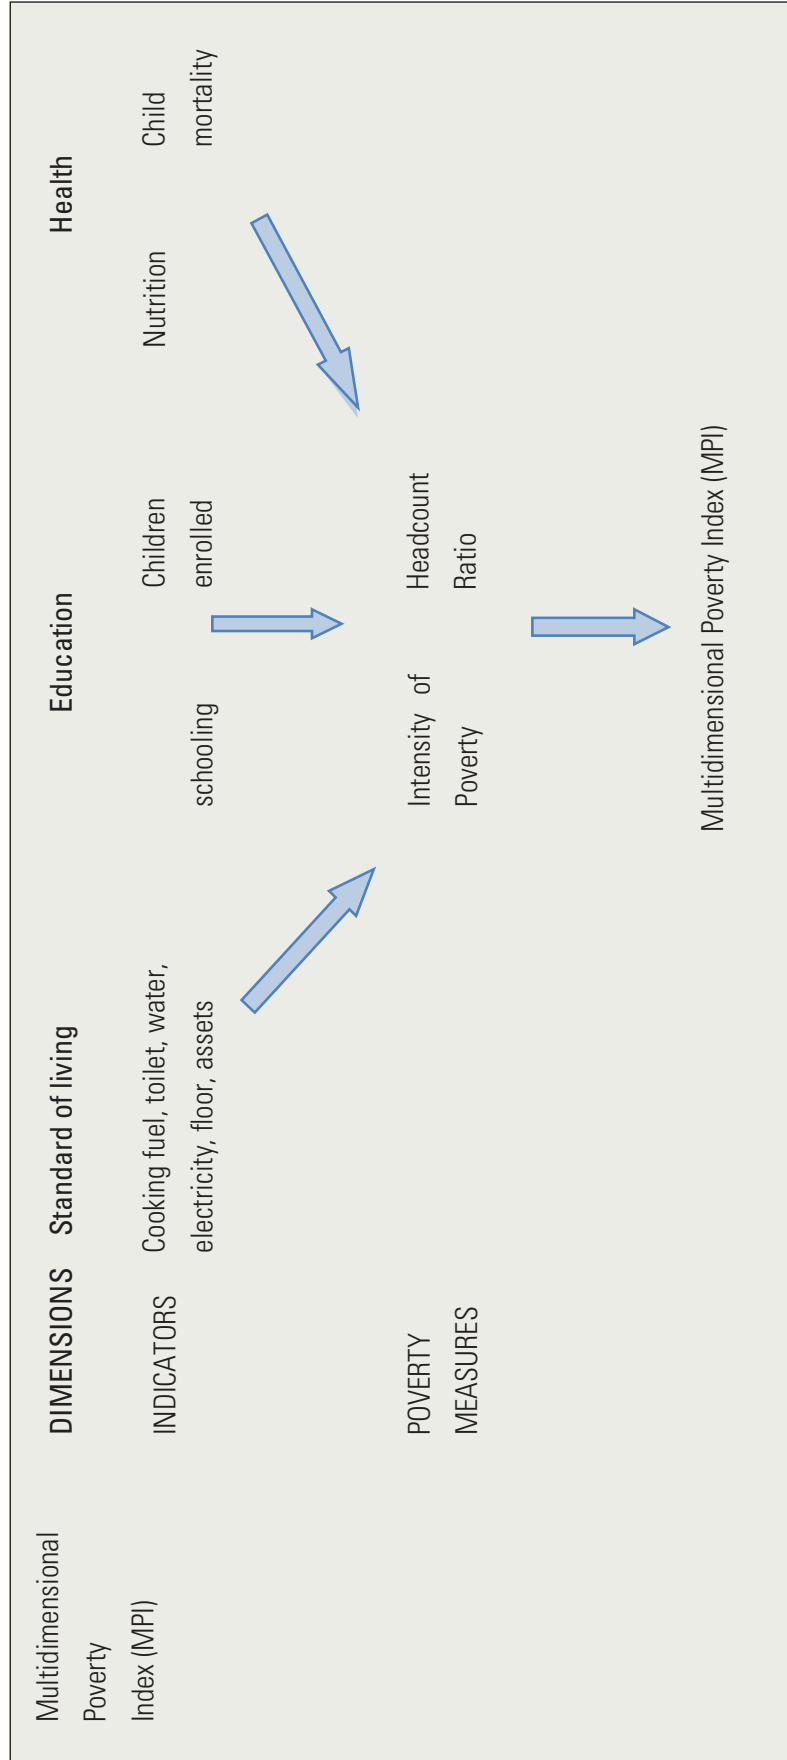 Multidimensional
Poverty
Index (MPI)
DIMENSIONS
Standard of living
Education
Health
INDICATORS
Cooking fuel, toilet, water,
electricity, floor, assets
schooling
Children
enrolled
Nutrition
Child
mortality
POVERTY
MEASURES
Intensity of
Poverty
Headcount
Ratio
Multidimensional Poverty Index (MPI)